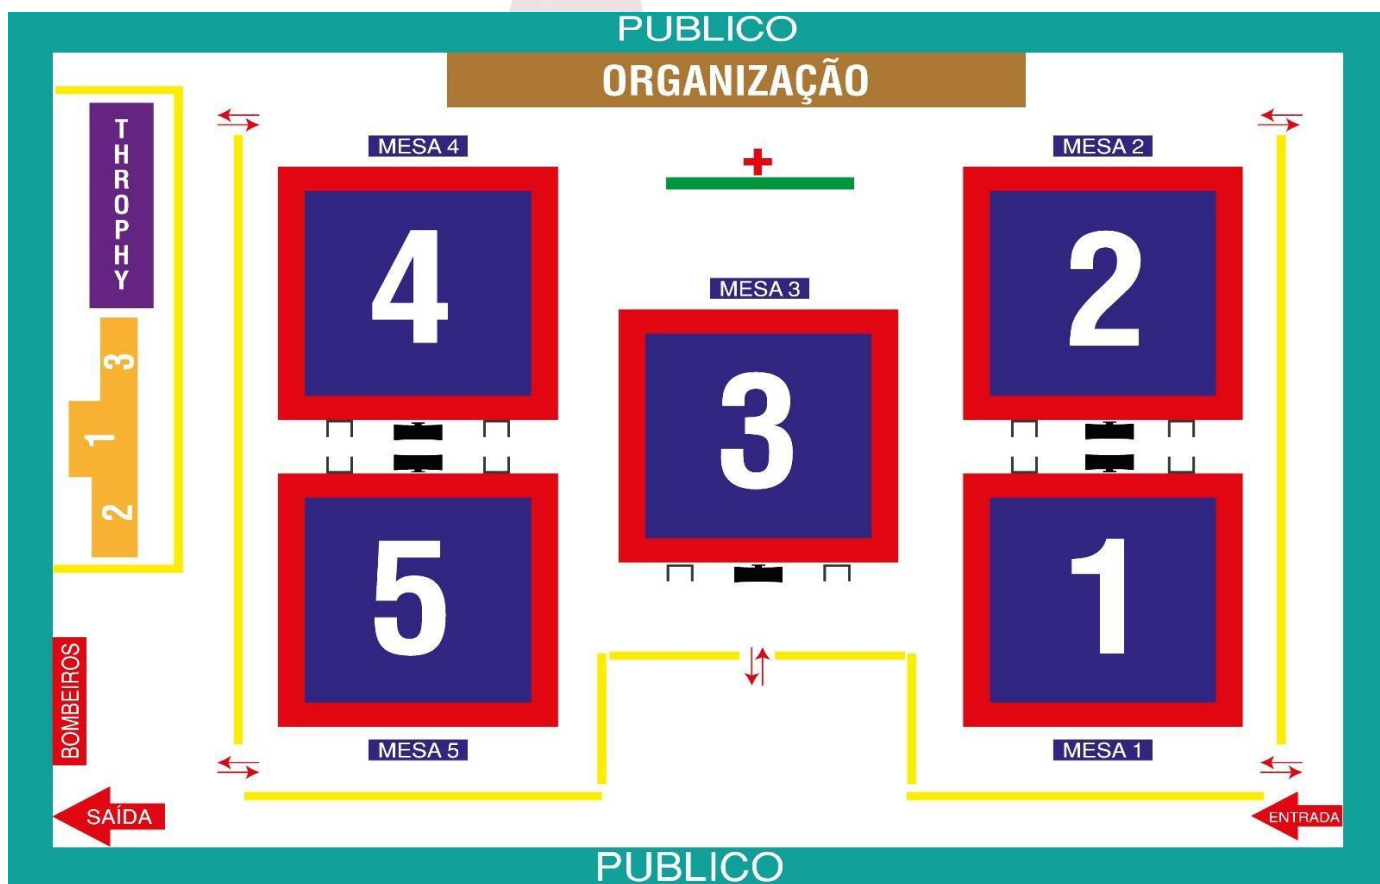 PUBLICO
ORGANIZAÇÃO
THROPHY
MESA 4
MESA 2
4
2
MESA 3
3
3
1
2
5
1
BOMBEIROS
MESA 5
MESA 1
SAÍDA
ENTRADA
PUBLICO